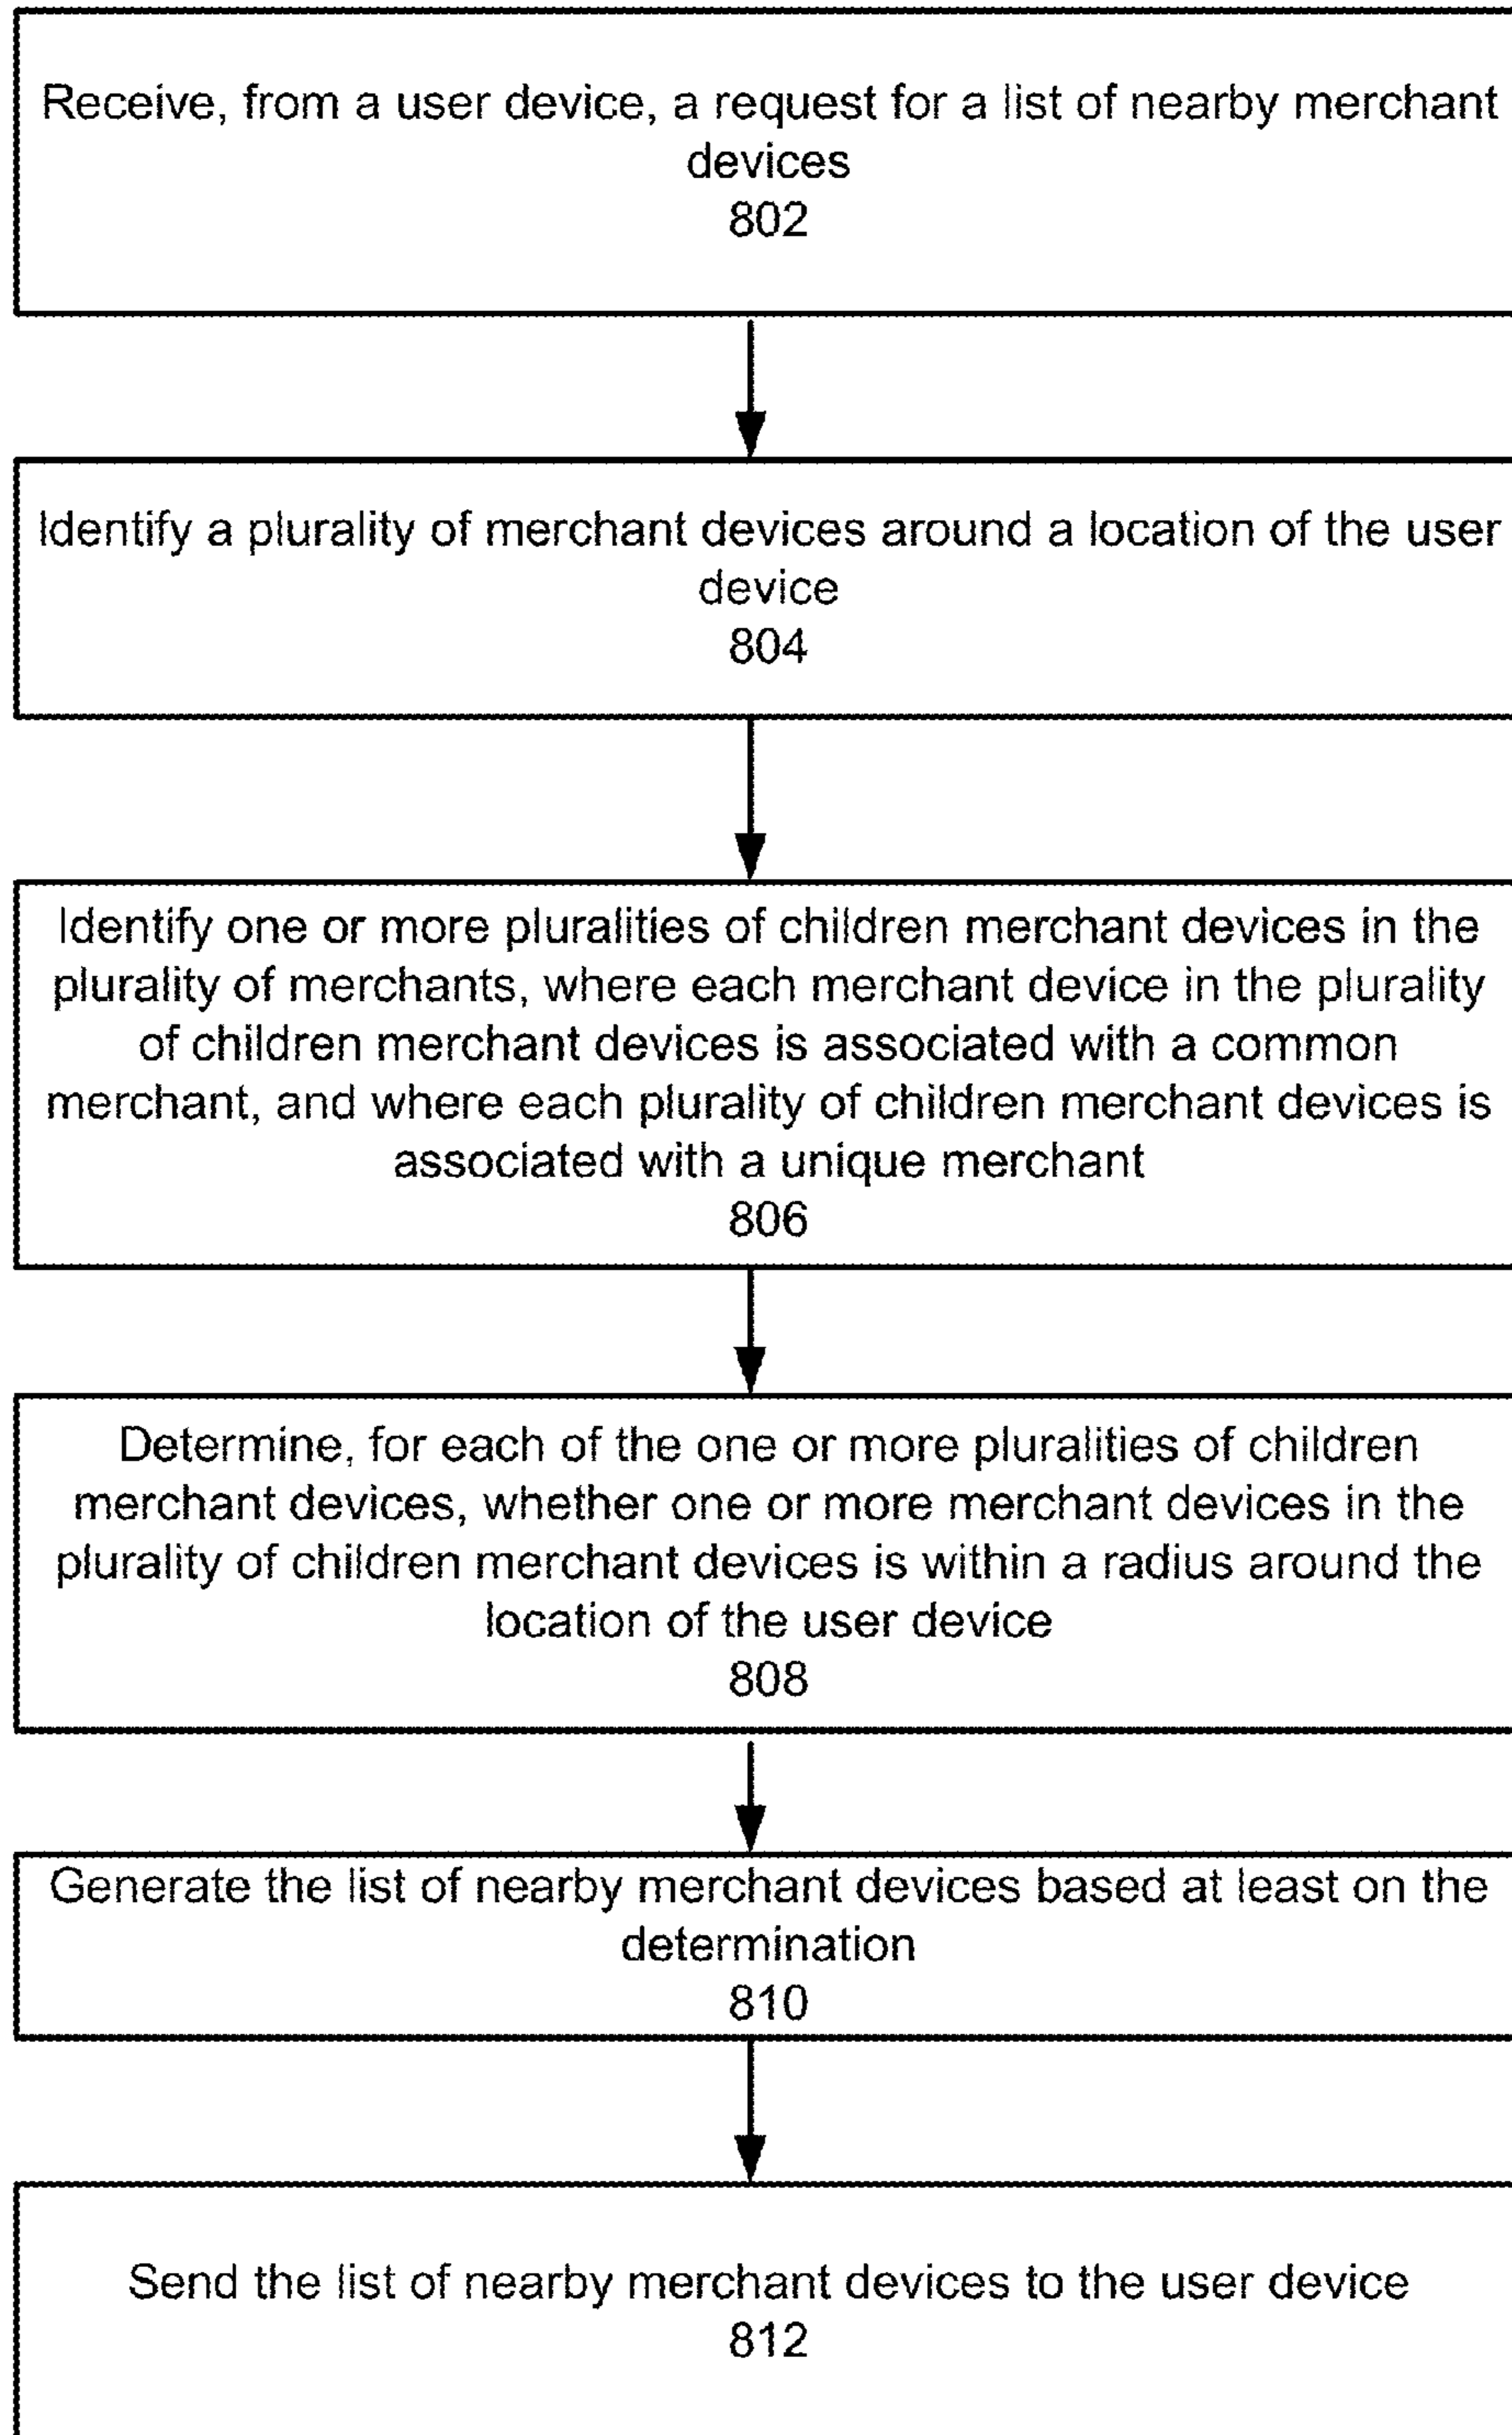 Receive, from a user device, a request for a list of nearby merchant
devices
802
Identify a plurality of merchant devices around a location of the user
device
804
Identify one or more pluralities of children merchant devices in the
plurality of merchants, where each merchant device in the plurality
of children merchant devices is associated with a common
merchant, and where each plurality of children merchant devices is
associated with a unique merchant
806
Determine, for each of the one or more pluralities of children
merchant devices, whether one or more merchant devices in the
plurality of children merchant devices is within a radius around the
location of the user device
808
Generate the list of nearby merchant devices based at least on the
determination
810
Send the list of nearby merchant devices to the user device
812